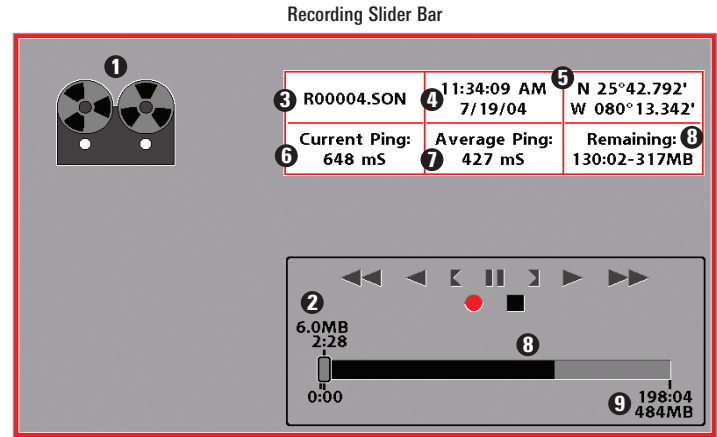 Recording Slider Bar
1
3 R00004.SON
4 11:34:09 AM
7/19/04
5 N 25°42.792'
W 080°13.342'
6 Current Ping:
648 mS
7 Average Ping:
427 mS
Remaining: 8
130:02-317MB
2
6.0MB
2:28
8
0:00
9 198:04
484MB